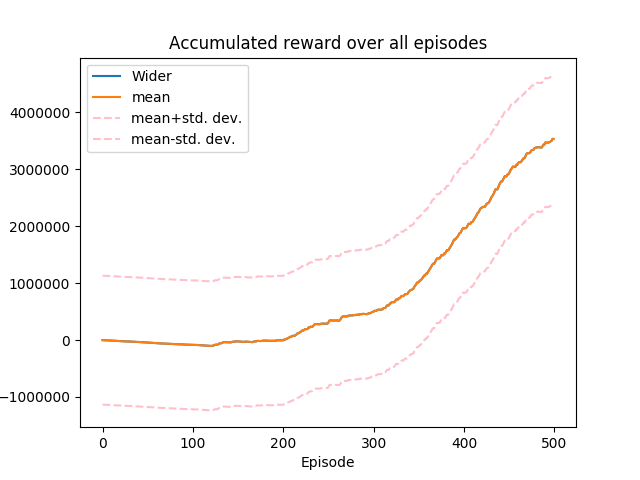 Accumulated reward over all episodes
Wider
mean
mean+std. dev.
mean-std. dev.
4000000
3000000
2000000
1000000
0
−1000000
0 100 200 300 400 500
Episode